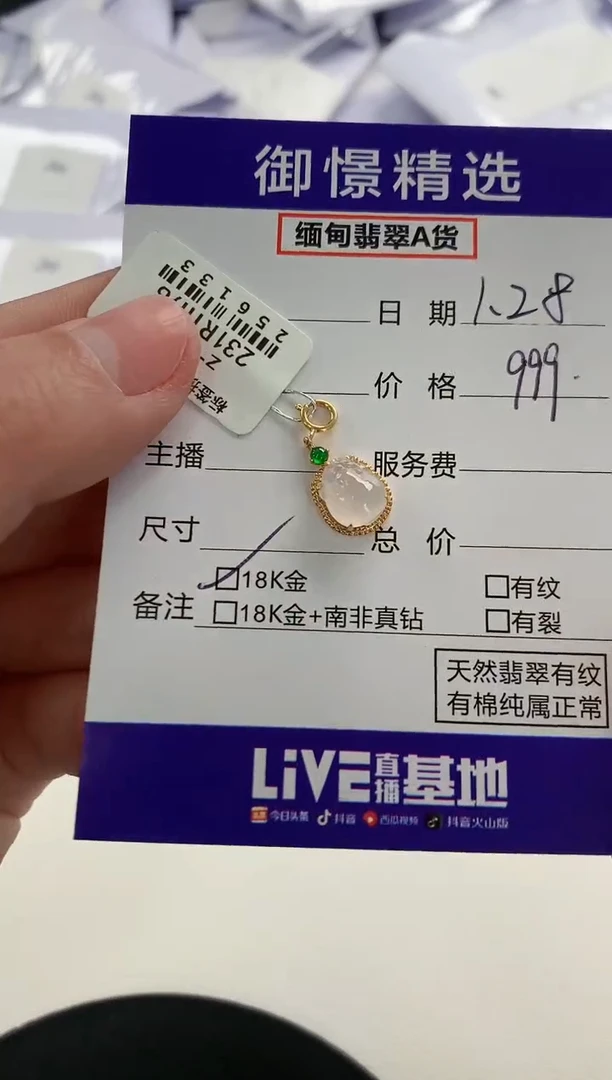 御憬精选
缅甸翡翠A货
日 期 1.28
价 格 999.
主播 服务费
尺寸 总 价
备注 18K金 有纹
18K金+南非真钻 有裂
天然翡翠有纹
有棉纯属正常
LiVE直播基地
今日头条 抖音 西瓜视频 抖音火山版
256133